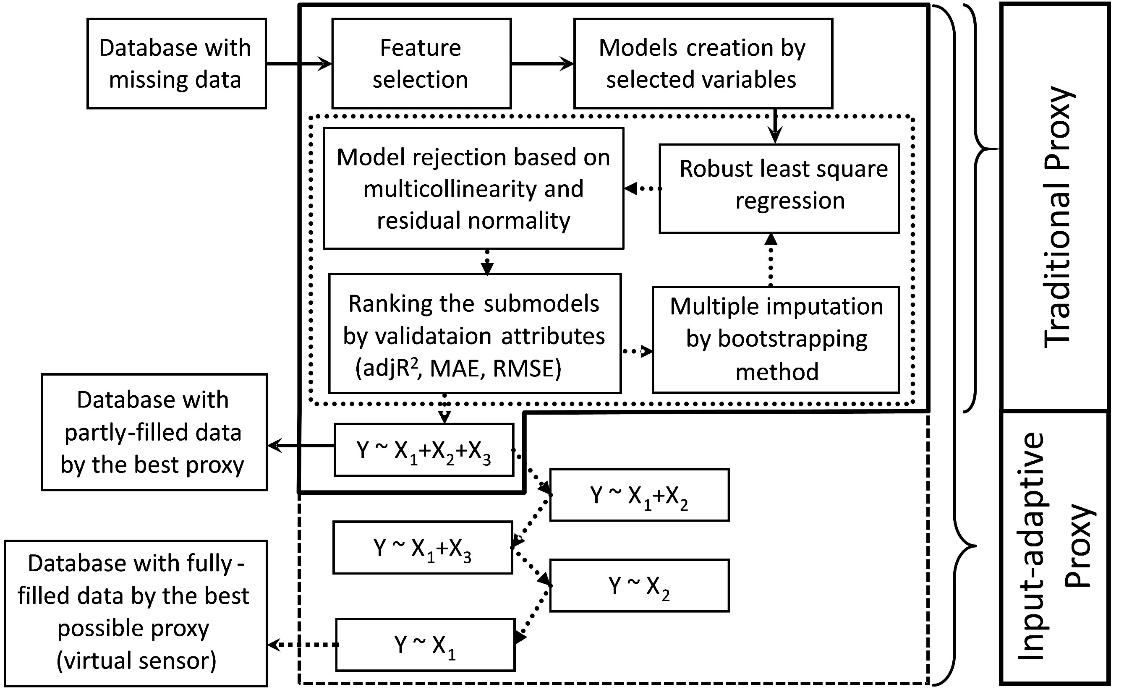 Database with
missing data
Feature
selection
Models creation by
selected variables
Model rejection based on
multicollinearity and
residual normality
Robust least square
regression
Ranking the submodels
by validataion attributes
(adjR², MAE, RMSE)
Multiple imputation
by bootstrapping
method
Database with
partly-filled data
by the best proxy
Y ~ X₁+X₂+X₃
Y ~ X₁+X₂
Y ~ X₁+X₃
Y ~ X₂
Database with fully -
filled data by the best
possible proxy
(virtual sensor)
Y ~ X₁
Traditional Proxy
Input-adaptive
Proxy